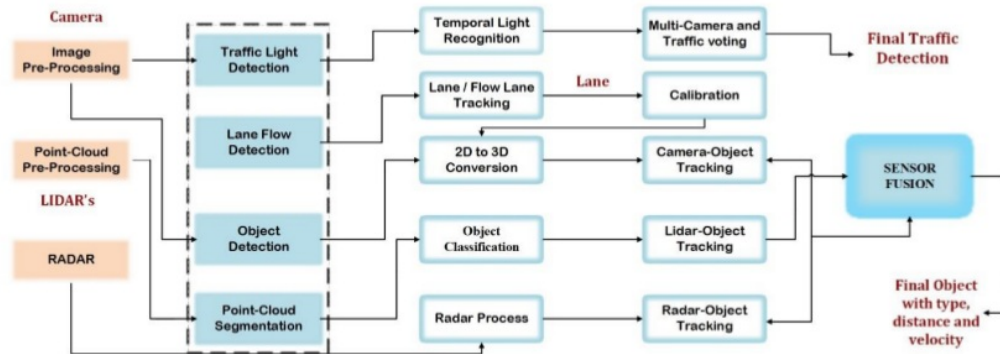 Camera
Image
Pre-Processing
Point-Cloud
Pre-Processing
LIDAR's
RADAR
Traffic Light
Detection
Lane Flow
Detection
Object
Detection
Point-Cloud
Segmentation
Temporal Light
Recognition
Lane / Flow Lane
Tracking
2D to 3D
Conversion
Object
Classification
Radar Process
Lane
Multi-Camera and
Traffic voting
Calibration
Camera-Object
Tracking
Lidar-Object
Tracking
Radar-Object
Tracking
Final Traffic
Detection
SENSOR
FUSION
Final Object
with type,
distance and
velocity